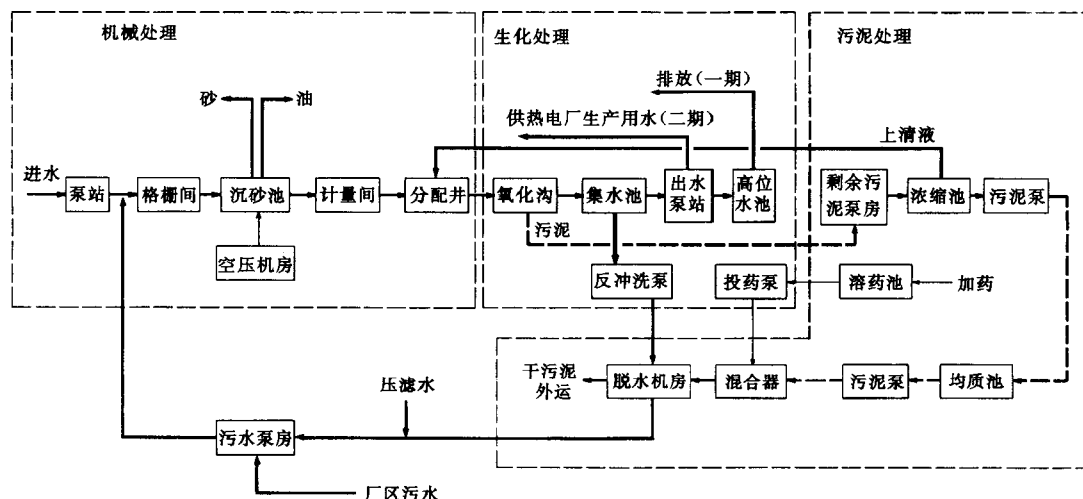 机械处理
生化处理
污泥处理
砂
油
排放(一期)
供热电厂生产用水(二期)
上清液
进水
泵站
格栅间
沉砂池
计量间
分配井
氧化沟
集水池
出水
泵站
高位
水池
剩余污
泥泵房
浓缩池
污泥泵
污泥
空压机房
反冲洗泵
投药泵
溶药池
加药
干污泥
外运
脱水机房
混合器
污泥泵
均质池
压滤水
污水泵房
厂区污水